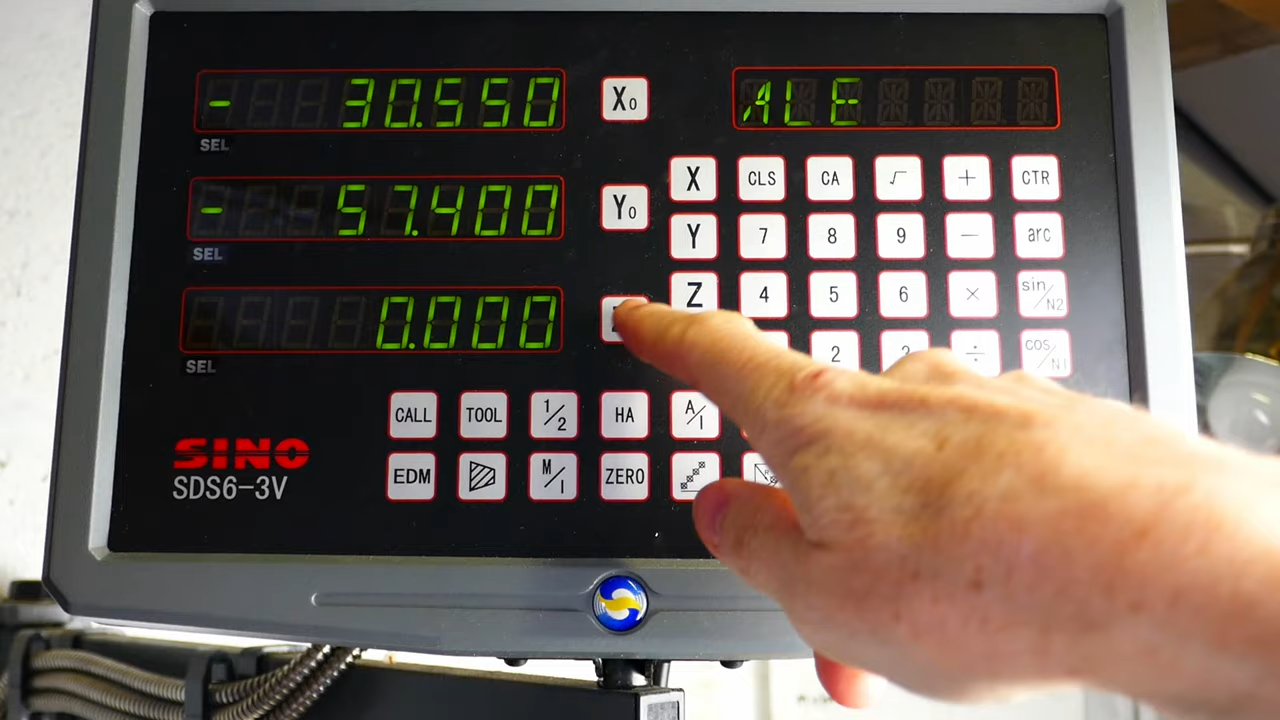 - 30.550 X0 ALE
SEL
X CLS CA √ + CTR
- 57.400 Y0
Y 7 8 9 — arc
SEL
Z 4 5 6 × sin/N2
0.000
2 ÷ cos/N1
SEL
CALL TOOL 1/2 HA A/I
SINO
EDM M/I ZERO
SDS6-3V